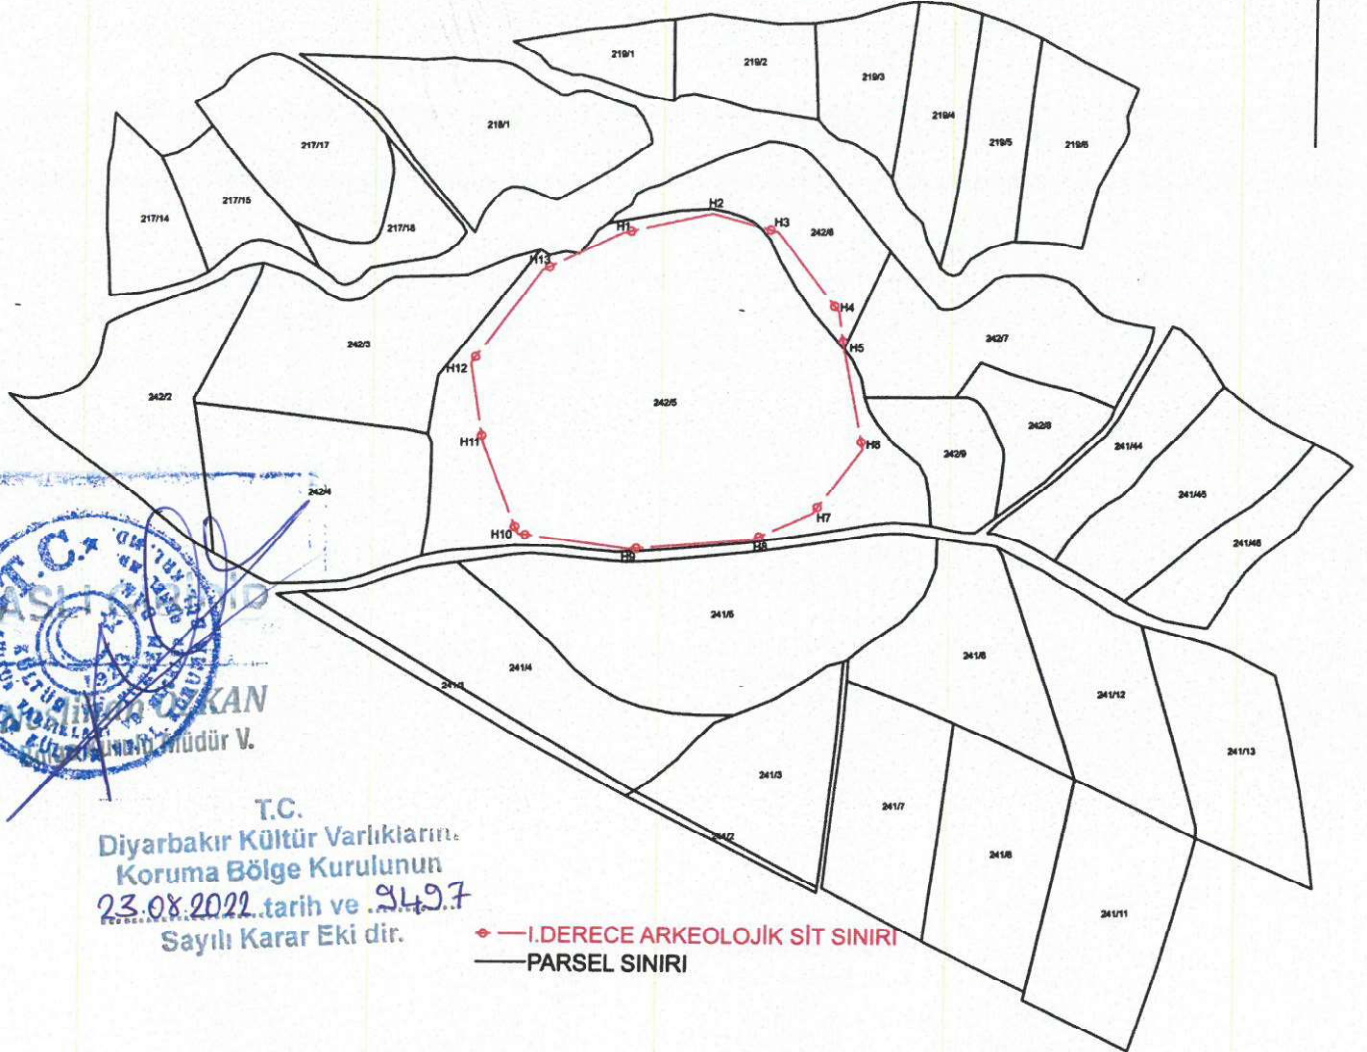 219/1
219/2
219/3
219/4
219/5
219/6
218/1
217/17
217/15
217/14
217/18
H2
H1
H3
242/6
H13
H4
H5
242/7
242/3
H12
242/2
242/5
242/8
H11
H6
242/9
241/44
241/45
241/46
242/4
H7
H10
H9
T.C.
241/5
241/4
241/6
241/12
241/13
Müdür V.
241/3
241/7
241/8
241/11
T.C.
Diyarbakır Kültür Varlıklarını
Koruma Bölge Kurulunun
23.08.2022 tarih ve 9497
Sayılı Karar Eki dir.
I.DERECE ARKEOLOJİK SİT SINIRI
PARSEL SINIRI